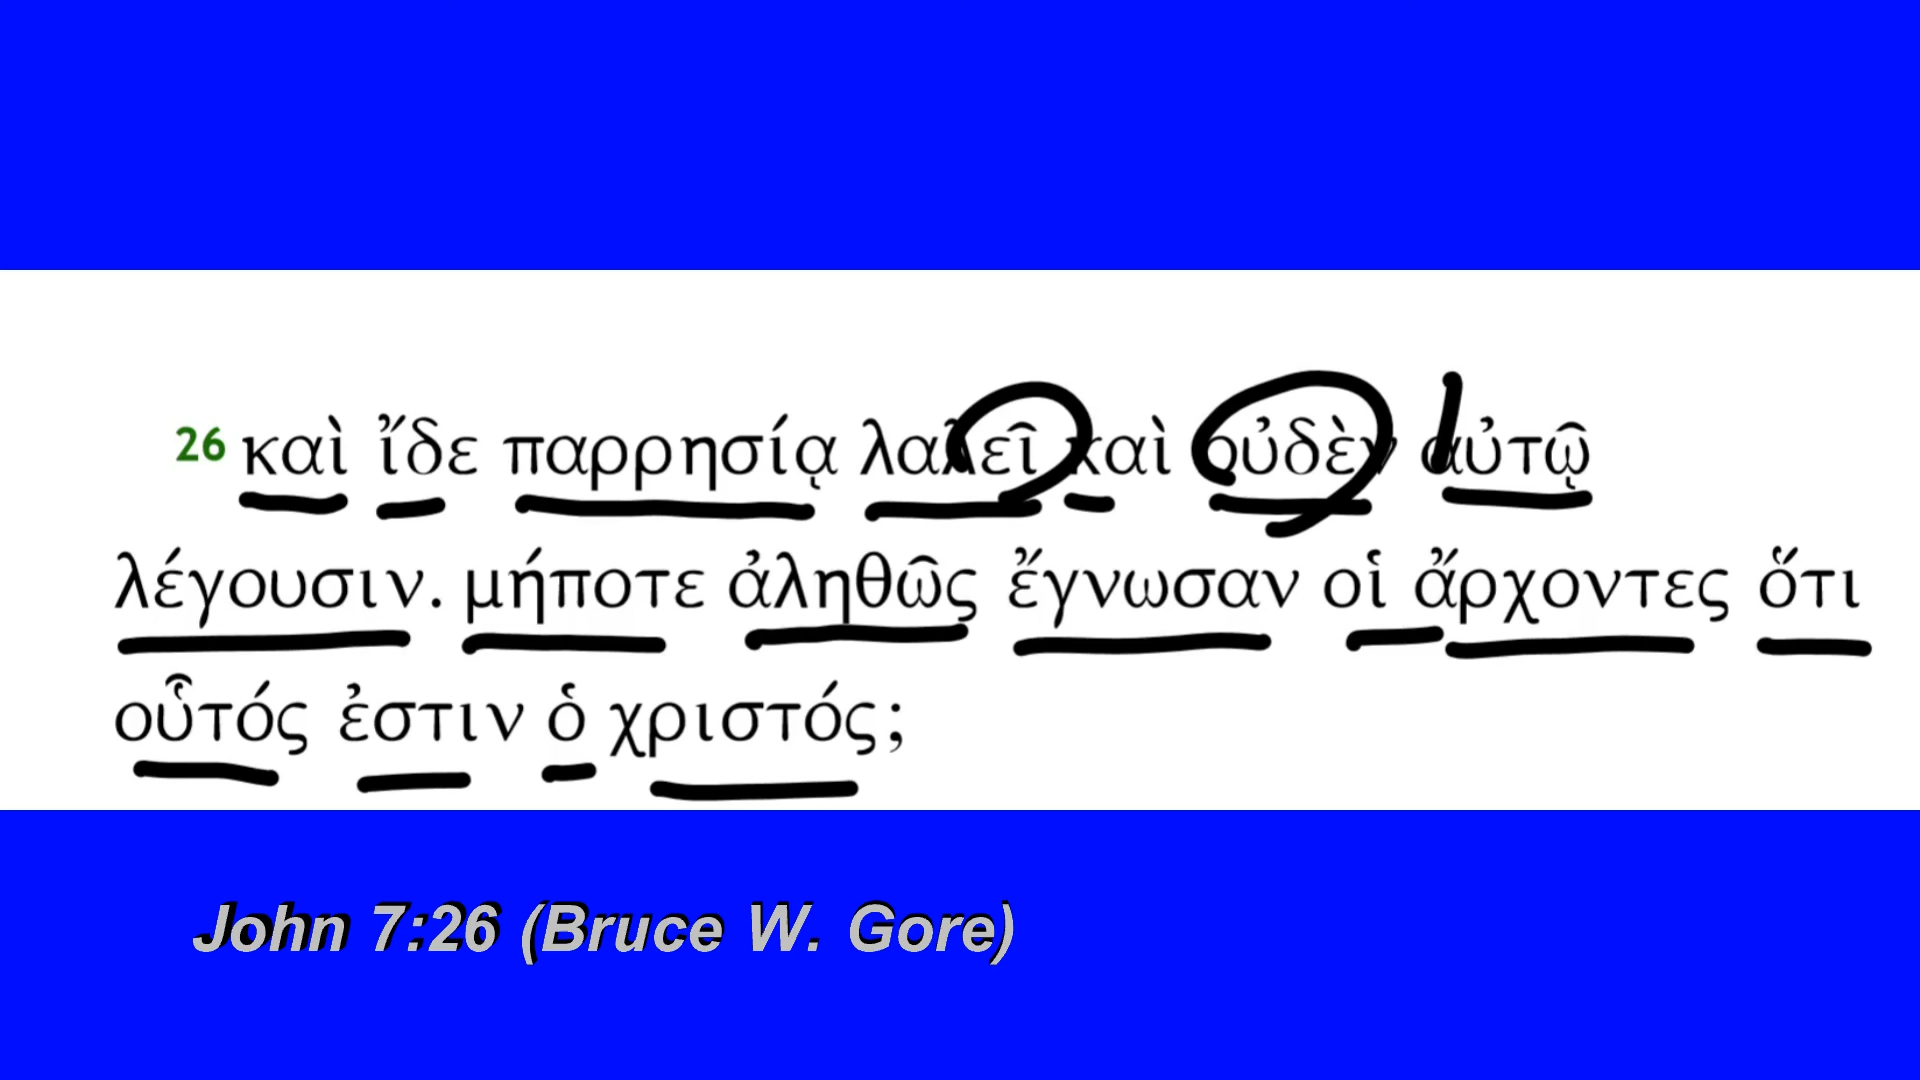 26 καὶ ἴδε παρρησίᾳ λαλεῖ καὶ οὐδὲν αὐτῷ
λέγουσιν. μήποτε ἀληθῶς ἔγνωσαν οἱ ἄρχοντες ὅτι
οὗτός ἐστιν ὁ χριστός;
John 7:26 (Bruce W. Gore)